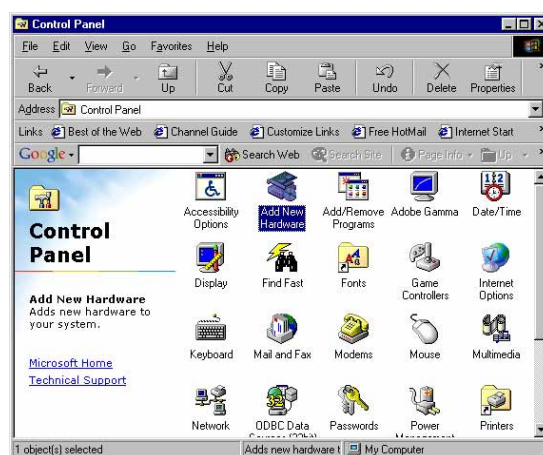 Control Panel
File Edit View Go Favorites Help
Back Forward Up Cut Copy Paste Undo Delete Properties
Address Control Panel
Links Best of the Web Channel Guide Customize Links Free HotMail Internet Start
Google Search Web Search Site Page Info Up
Control
Panel
Add New Hardware
Adds new hardware to
your system.
Microsoft Home
Technical Support
Accessibility Options
Add New Hardware
Add/Remove Programs
Adobe Gamma
Date/Time
Display
Find Fast
Fonts
Game Controllers
Internet Options
Keyboard
Mail and Fax
Modems
Mouse
Multimedia
Network
ODBC Data
Passwords
Power
Printers
1 object(s) selected
Adds new hardware t
My Computer